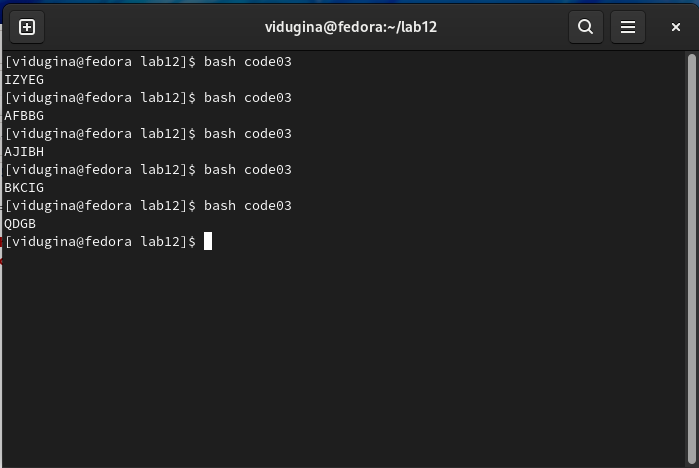 vidugina@fedora:~/lab12
[vidugina@fedora lab12]$ bash code03
IZYEG
[vidugina@fedora lab12]$ bash code03
AFBBG
[vidugina@fedora lab12]$ bash code03
AJIBH
[vidugina@fedora lab12]$ bash code03
BKCIG
[vidugina@fedora lab12]$ bash code03
QDGB
[vidugina@fedora lab12]$